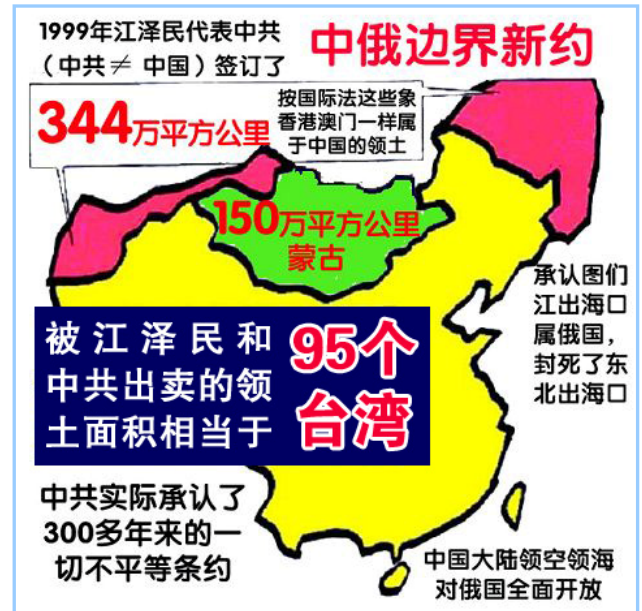 1999年江泽民代表中共
（中共≠ 中国）签订了
中俄边界新约
344万平方公里
按国际法这些象
香港澳门一样属
于中国的领土
150万平方公里
蒙古
承认图们
江出海口
属俄国，
封死了东
北出海口
被江泽民和
中共出卖的领
土面积相当于
95个
台湾
中共实际承认了
300多年来的一
切不平等条约
中国大陆领空领海
对俄国全面开放